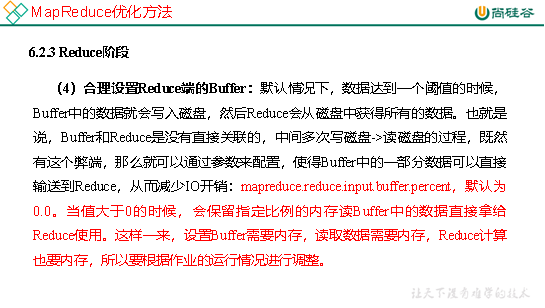 MapReduce优化方法
尚硅谷
6.2.3 Reduce阶段
（4）合理设置Reduce端的Buffer：默认情况下，数据达到一个阈值的时候，
Buffer中的数据就会写入磁盘，然后Reduce会从磁盘中获得所有的数据。也就是
说，Buffer和Reduce是没有直接关联的，中间多次写磁盘->读磁盘的过程，既然
有这个弊端，那么就可以通过参数来配置，使得Buffer中的一部分数据可以直接
输送到Reduce，从而减少IO开销：mapreduce.reduce.input.buffer.percent，默认为
0.0。当值大于0的时候，会保留指定比例的内存读Buffer中的数据直接拿给
Reduce使用。这样一来，设置Buffer需要内存，读取数据需要内存，Reduce计算
也要内存，所以要根据作业的运行情况进行调整。
让天下没有难学的技术